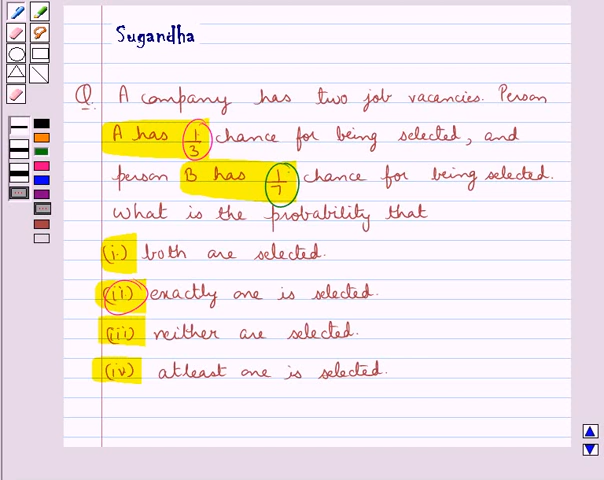 Sugandha
Q. A company has two job vacancies. Person
A has 1/3 chance for being selected, and
person B has 1/7 chance for being selected.
What is the probability that
(i.) both are selected.
(ii) exactly one is selected.
(iii) neither are selected.
(iv) atleast one is selected.